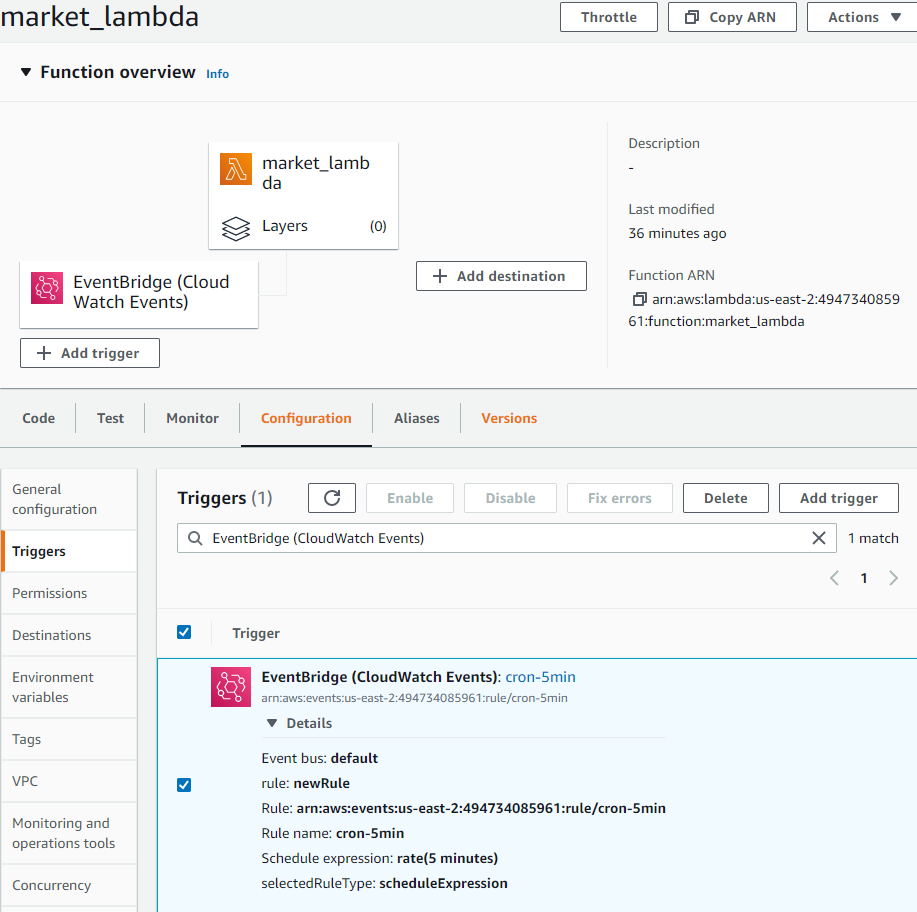 market_lambda
Throttle
Copy ARN
Actions
Function overview Info
market_lamb
da
Layers (0)
EventBridge (Cloud
Watch Events)
Add trigger
Add destination
Description
-
Last modified
36 minutes ago
Function ARN
arn:aws:lambda:us-east-2:4947340859
61:function:market_lambda
Code
Test
Monitor
Configuration
Aliases
Versions
General
configuration
Triggers
Permissions
Destinations
Environment
variables
Tags
VPC
Monitoring and
operations tools
Concurrency
Triggers (1)
Enable
Disable
Fix errors
Delete
Add trigger
EventBridge (CloudWatch Events)
1 match
1
Trigger
EventBridge (CloudWatch Events): cron-5min
arn:aws:events:us-east-2:494734085961:rule/cron-5min
Details
Event bus: default
rule: newRule
Rule: arn:aws:events:us-east-2:494734085961:rule/cron-5min
Rule name: cron-5min
Schedule expression: rate(5 minutes)
selectedRuleType: scheduleExpression